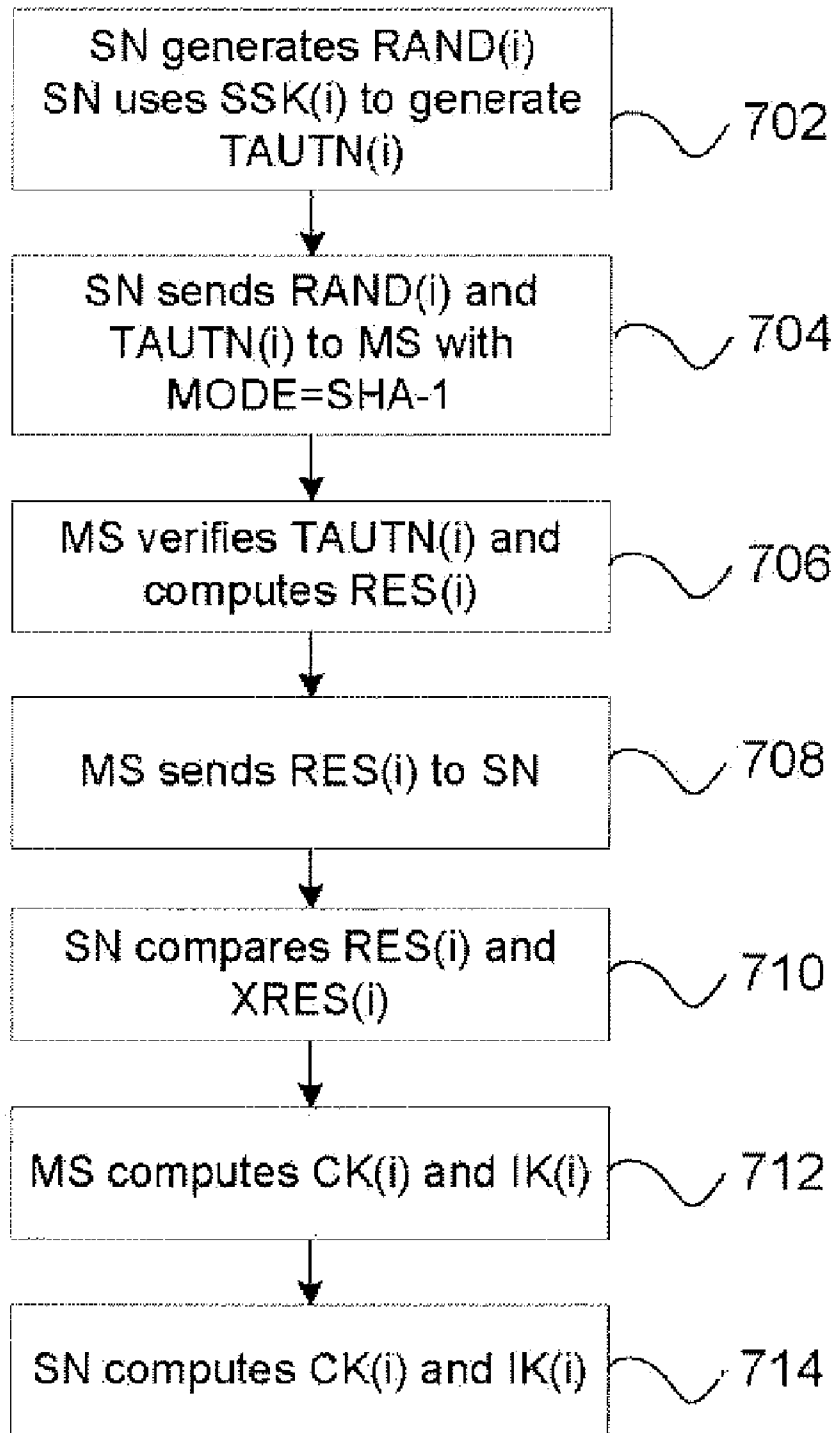 SN generates RAND(i)
SN uses SSK(i) to generate
TAUTN(i)
702
SN sends RAND(i) and
TAUTN(i) to MS with
MODE=SHA-1
704
MS verifies TAUTN(i) and
computes RES(i)
706
MS sends RES(i) to SN
708
SN compares RES(i) and
XRES(i)
710
MS computes CK(i) and IK(i)
712
SN computes CK(i) and IK(i)
714